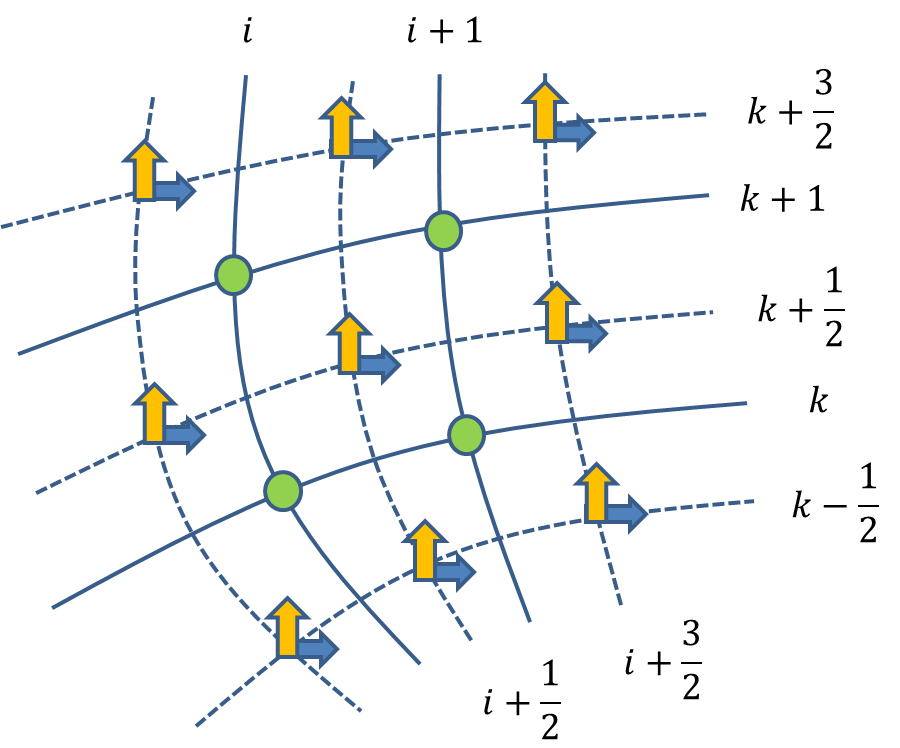 i
i + 1
k + 3/2
k + 1
k + 1/2
k
k − 1/2
i + 3/2
i + 1/2